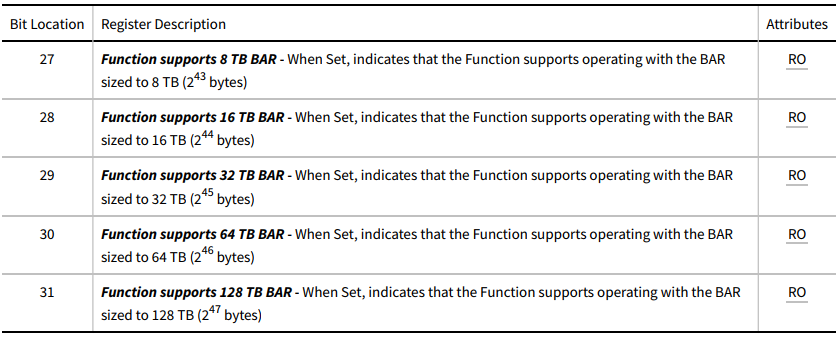 Bit Location Register Description Attributes
27 Function supports 8 TB BAR - When Set, indicates that the Function supports operating with the BAR RO
sized to 8 TB (2^43 bytes)
28 Function supports 16 TB BAR - When Set, indicates that the Function supports operating with the BAR RO
sized to 16 TB (2^44 bytes)
29 Function supports 32 TB BAR - When Set, indicates that the Function supports operating with the BAR RO
sized to 32 TB (2^45 bytes)
30 Function supports 64 TB BAR - When Set, indicates that the Function supports operating with the BAR RO
sized to 64 TB (2^46 bytes)
31 Function supports 128 TB BAR - When Set, indicates that the Function supports operating with the BAR RO
sized to 128 TB (2^47 bytes)